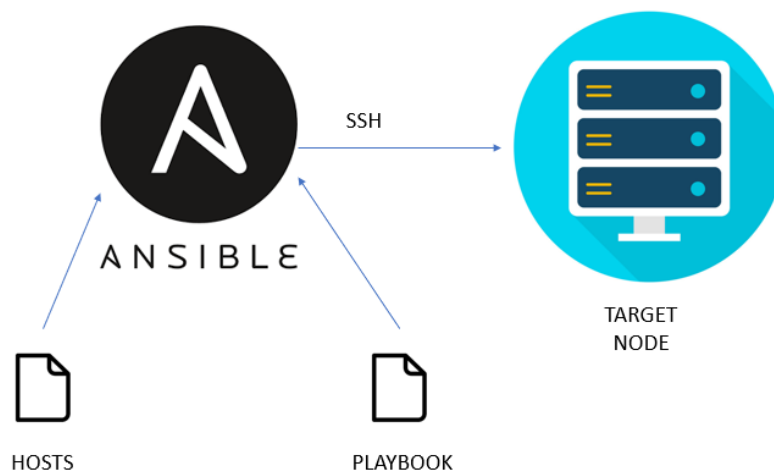 SSH
ANSIBLE
TARGET
NODE
HOSTS
PLAYBOOK